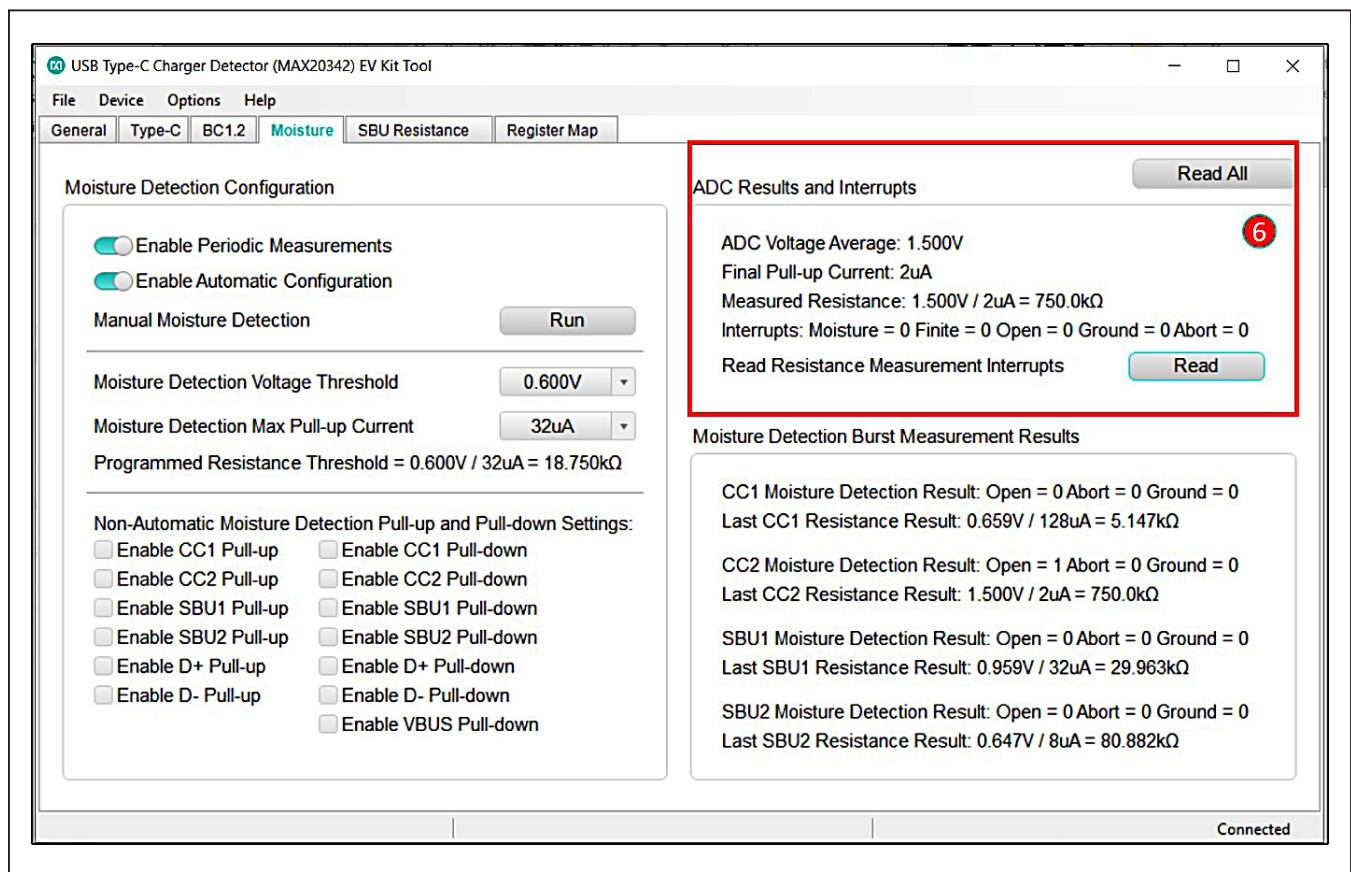 USB Type-C Charger Detector (MAX20342) EV Kit Tool
File Device Options Help
General Type-C BC1.2 Moisture SBU Resistance Register Map
Moisture Detection Configuration
Enable Periodic Measurements
Enable Automatic Configuration
Manual Moisture Detection Run
Moisture Detection Voltage Threshold 0.600V
Moisture Detection Max Pull-up Current 32uA
Programmed Resistance Threshold = 0.600V / 32uA = 18.750kΩ
Non-Automatic Moisture Detection Pull-up and Pull-down Settings:
Enable CC1 Pull-up Enable CC1 Pull-down
Enable CC2 Pull-up Enable CC2 Pull-down
Enable SBU1 Pull-up Enable SBU1 Pull-down
Enable SBU2 Pull-up Enable SBU2 Pull-down
Enable D+ Pull-up Enable D+ Pull-down
Enable D- Pull-up Enable D- Pull-down
Enable VBUS Pull-down
ADC Results and Interrupts Read All
6
ADC Voltage Average: 1.500V
Final Pull-up Current: 2uA
Measured Resistance: 1.500V / 2uA = 750.0kΩ
Interrupts: Moisture = 0 Finite = 0 Open = 0 Ground = 0 Abort = 0
Read Resistance Measurement Interrupts Read
Moisture Detection Burst Measurement Results
CC1 Moisture Detection Result: Open = 0 Abort = 0 Ground = 0
Last CC1 Resistance Result: 0.659V / 128uA = 5.147kΩ
CC2 Moisture Detection Result: Open = 1 Abort = 0 Ground = 0
Last CC2 Resistance Result: 1.500V / 2uA = 750.0kΩ
SBU1 Moisture Detection Result: Open = 0 Abort = 0 Ground = 0
Last SBU1 Resistance Result: 0.959V / 32uA = 29.963kΩ
SBU2 Moisture Detection Result: Open = 0 Abort = 0 Ground = 0
Last SBU2 Resistance Result: 0.647V / 8uA = 80.882kΩ
Connected